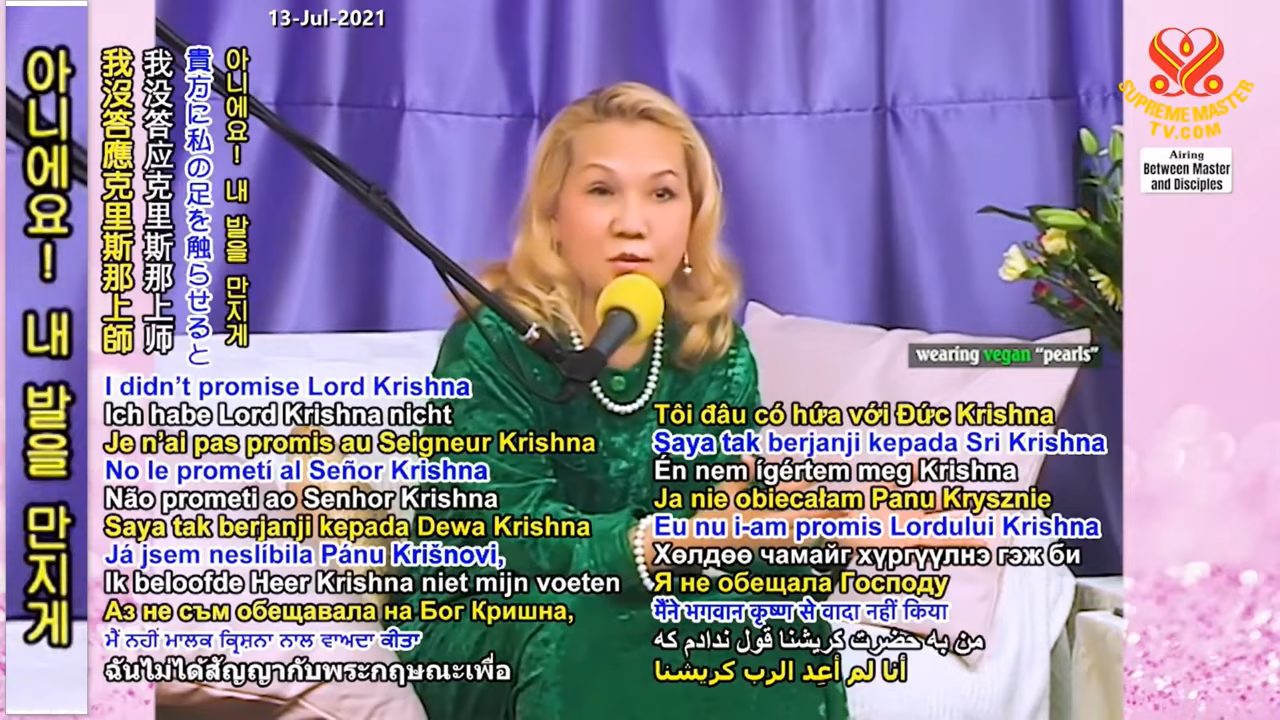 13-Jul-2021
아니에요! 내 발을 만지게
我沒答應克里斯那上師
我没答应克里斯那上师
貴方に私の足を触らせると
아니에요! 내 발을 만지게
SUPREME MASTER
TV.COM
Airing
Between Master
and Disciples
wearing vegan “pearls”
I didn’t promise Lord Krishna
Ich habe Lord Krishna nicht
Je n’ai pas promis au Seigneur Krishna
No le prometí al Señor Krishna
Não prometi ao Senhor Krishna
Saya tak berjanji kepada Dewa Krishna
Já jsem neslíbila Pánu Krišnovi,
Ik beloofde Heer Krishna niet mijn voeten
Аз не съм обещавала на Бог Кришна,
ਮੈਂ ਨਹੀਂ ਮਾਲਕ ਕ੍ਰਿਸ਼ਨਾ ਨਾਲ ਵਾਅਦਾ ਕੀਤਾ
ฉันไม่ได้สัญญากับพระกฤษณะเพื่อ
Tôi đâu có hứa với Đức Krishna
Saya tak berjanji kepada Sri Krishna
Én nem ígértem meg Krishna
Ja nie obiecałam Panu Krysznie
Eu nu i-am promis Lordului Krishna
Хөлдөө чамайг хүргүүлнэ гэж би
Я не обещала Господу
मैंने भगवान कृष्ण से वादा नहीं किया
من به حضرت کریشنا قول ندادم که
أنا لم أعِد الرب كريشنا